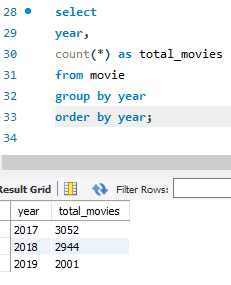 28 select
29 year,
30 count(*) as total_movies
31 from movie
32 group by year
33 order by year;
34
Result Grid Filter Rows:
year total_movies
2017 3052
2018 2944
2019 2001